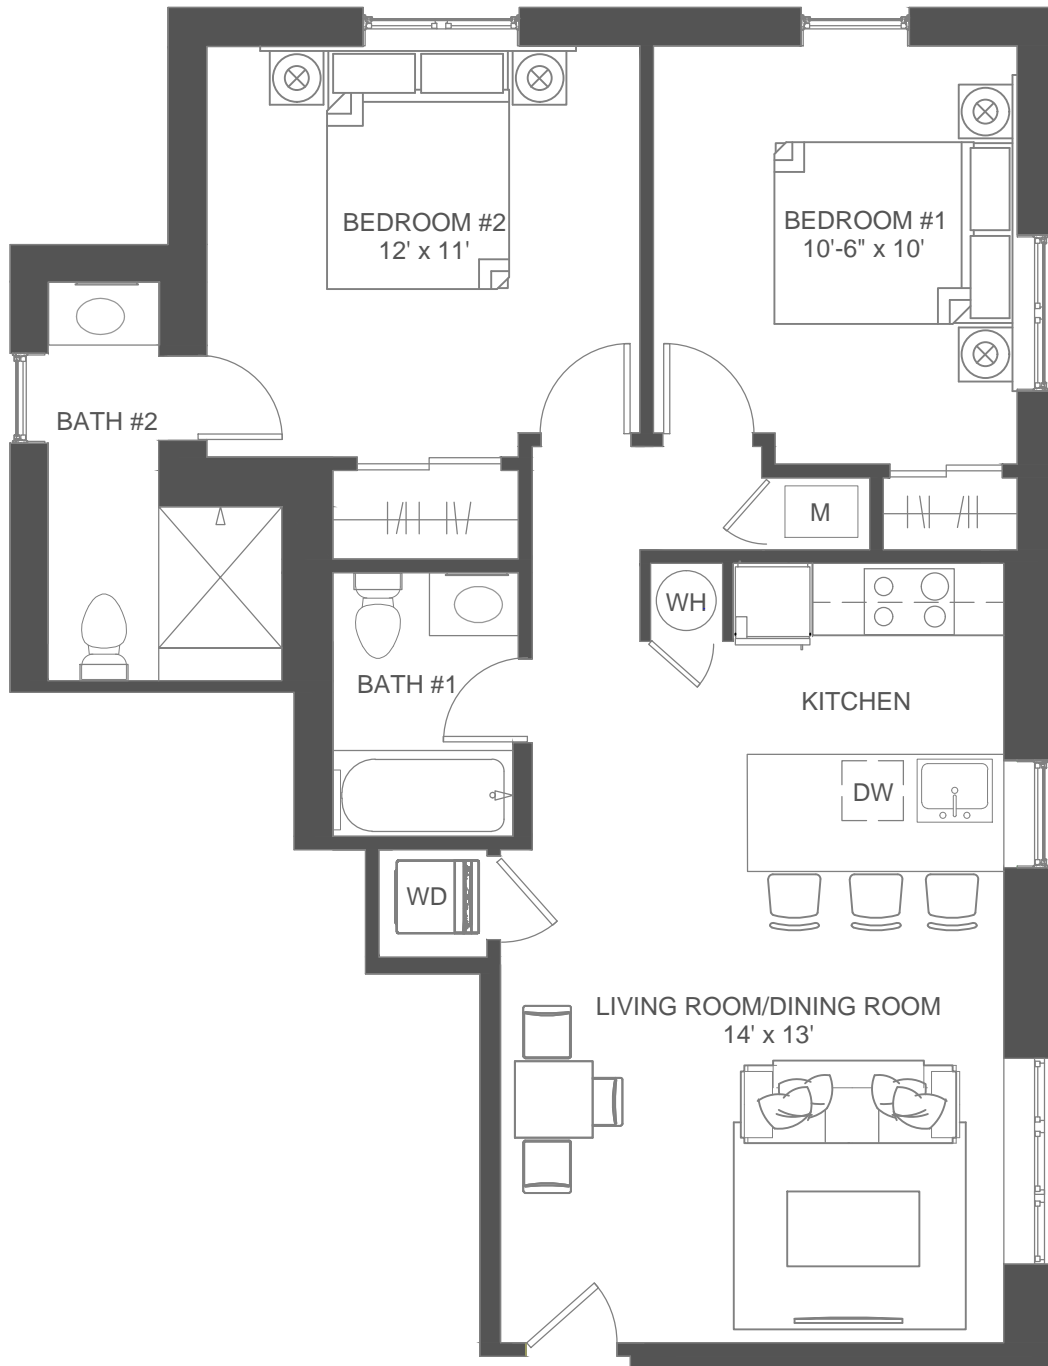 BEDROOM #2
12' x 11'
BEDROOM #1
10'-6" x 10'
BATH #2
M
WH
BATH #1
KITCHEN
DW
WD
LIVING ROOM/DINING ROOM
14' x 13'